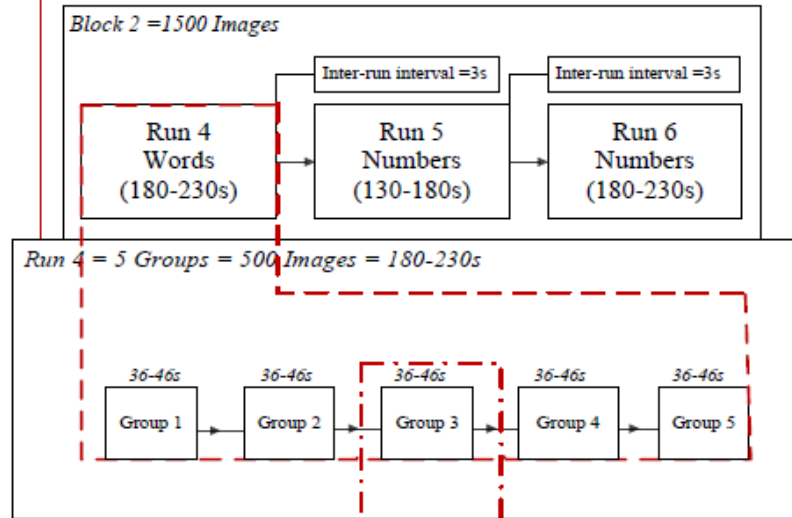 Block 2 =1500 Images
Inter-run interval =3s
Inter-run interval =3s
Run 4
Words
(180-230s)
Run 5
Numbers
(130-180s)
Run 6
Numbers
(180-230s)
Run 4 = 5 Groups = 500 Images = 180-230s
36-46s
36-46s
36-46s
36-46s
36-46s
Group 1
Group 2
Group 3
Group 4
Group 5